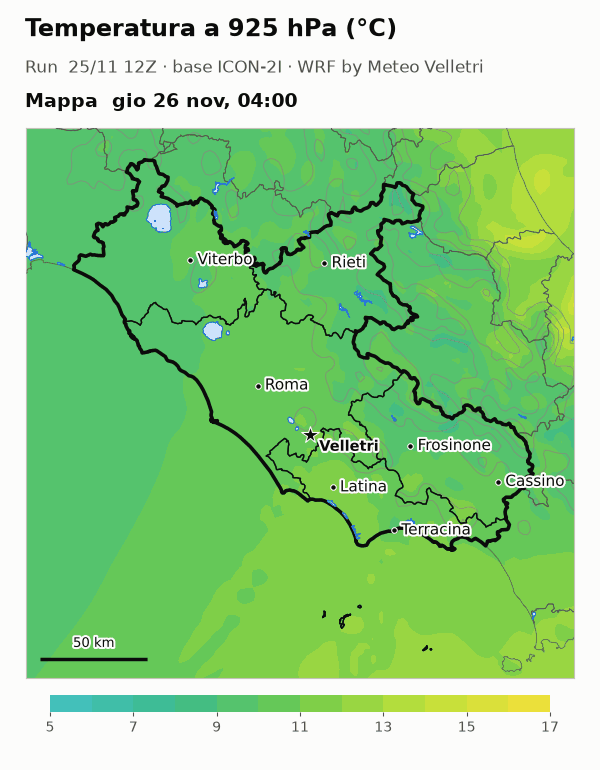 Temperatura a 925 hPa (°C)
Run  25/11 12Z · base ICON-2I · WRF by Meteo Velletri
Mappa  gio 26 nov, 04:00
Viterbo
Rieti
Roma
Velletri
Frosinone
Latina
Cassino
Terracina
50 km
5 7 9 11 13 15 17